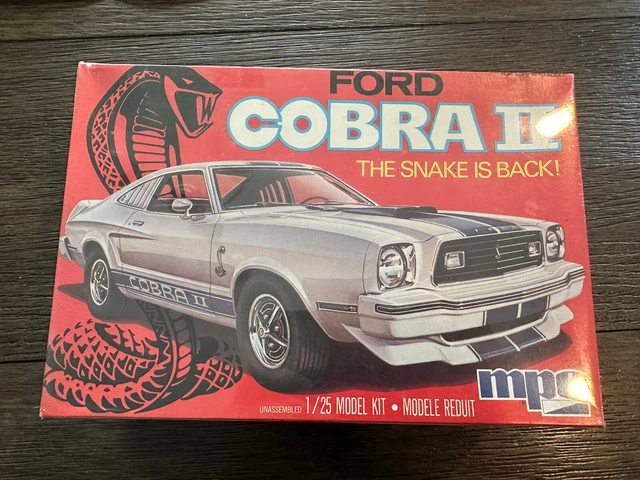 FORD
COBRA II
THE SNAKE IS BACK!
COBRA II
mpc
UNASSEMBLED 1/25 MODEL KIT • MODELE REDUIT